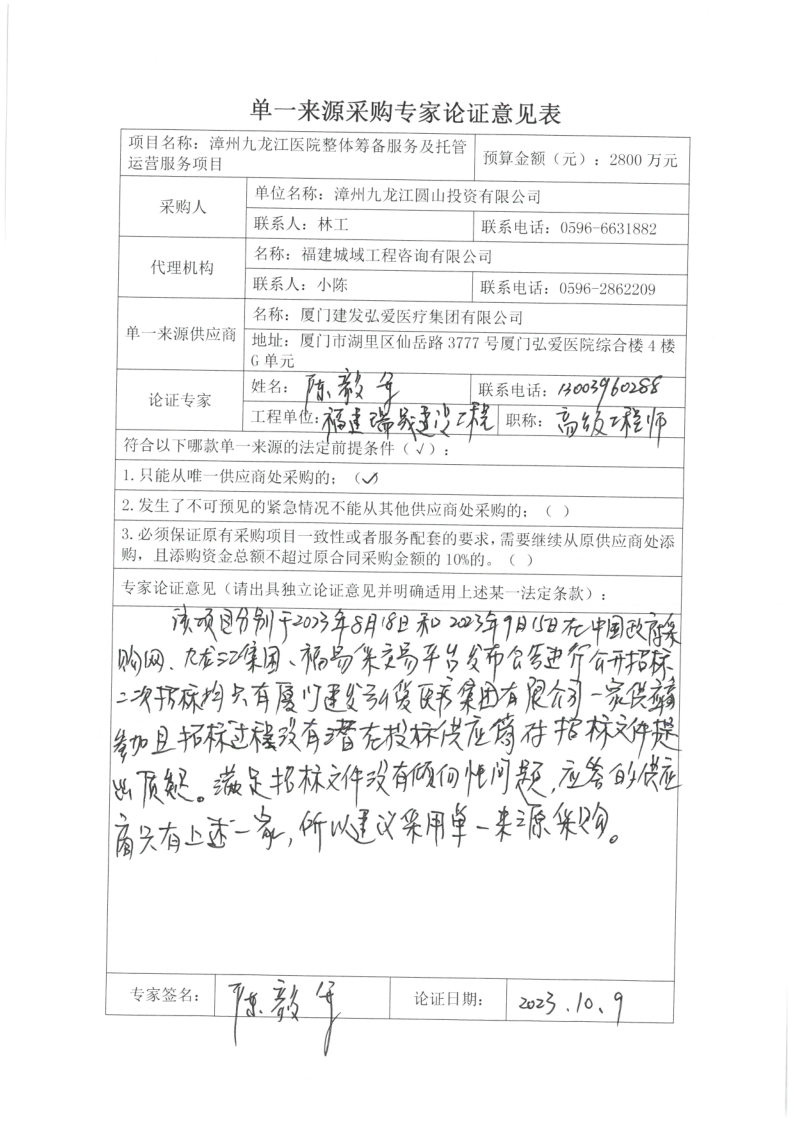 单一来源采购专家论证意见表
项目名称：漳州九龙江医院整体筹备服务及托管
运营服务项目
预算金额（元）：2800 万元
采购人
单位名称：漳州九龙江圆山投资有限公司
联系人：林工
联系电话：0596-6631882
代理机构
名称：福建城域工程咨询有限公司
联系人：小陈
联系电话：0596-2862209
单一来源供应商
名称：厦门建发弘爱医疗集团有限公司
地址：厦门市湖里区仙岳路 3777 号厦门弘爱医院综合楼 4 楼
G 单元
论证专家
姓名：陈毅年
联系电话：13003960288
工程单位：福建瑞晟建设工程
职称：高级工程师
符合以下哪款单一来源的法定前提条件（√）：
1.只能从唯一供应商处采购的；（√）
2.发生了不可预见的紧急情况不能从其他供应商处采购的；（ ）
3.必须保证原有采购项目一致性或者服务配套的要求，需要继续从原供应商处添
购，且添购资金总额不超过原合同采购金额的 10%的。（ ）
专家论证意见（请出具独立论证意见并明确适用上述某一法定条款）：
该项目分别于2023年8月18日和2023年9月15日在中国政府采
购网、九龙江集团、福易采交易平台发布公告进行公开招标
二次招标均只有厦门建发弘爱医疗集团有限公司一家供应商
参加且招标过程没有潜在投标供应商对招标文件提
出质疑。满足招标文件没有倾向性问题，应答的供应
商只有上述一家，所以建议采用单一来源采购。
专家签名：
陈毅年
论证日期：
2023.10.9